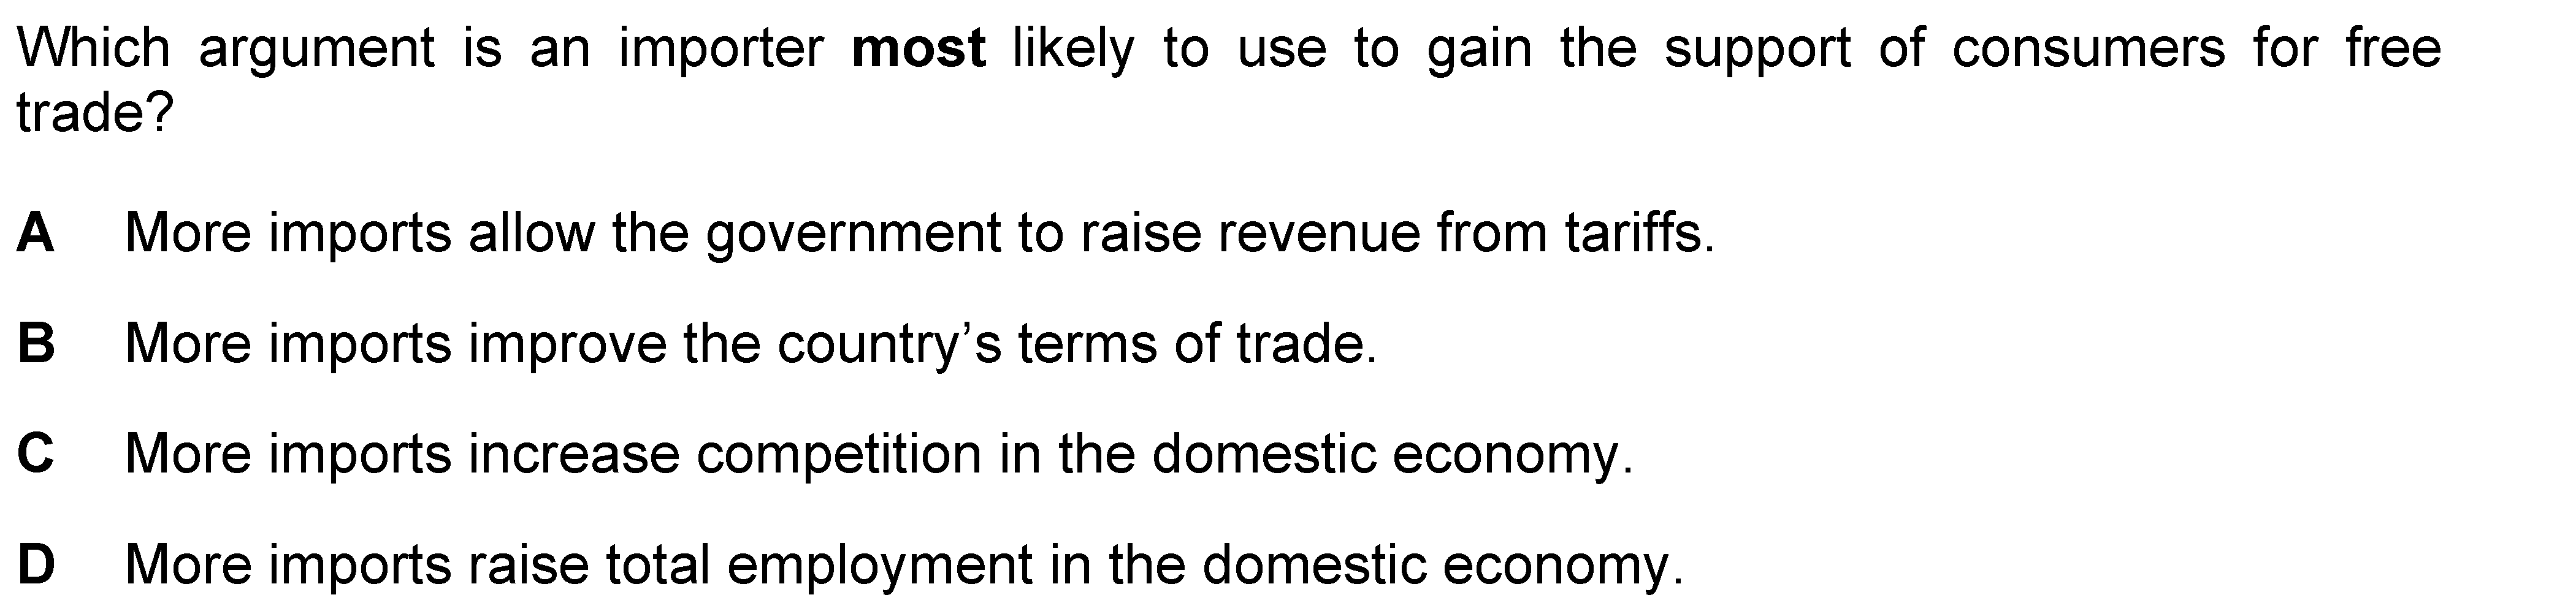 Which argument is an importer most likely to use to gain the support of consumers for free
trade?
A More imports allow the government to raise revenue from tariffs.
B More imports improve the country’s terms of trade.
C More imports increase competition in the domestic economy.
D More imports raise total employment in the domestic economy.